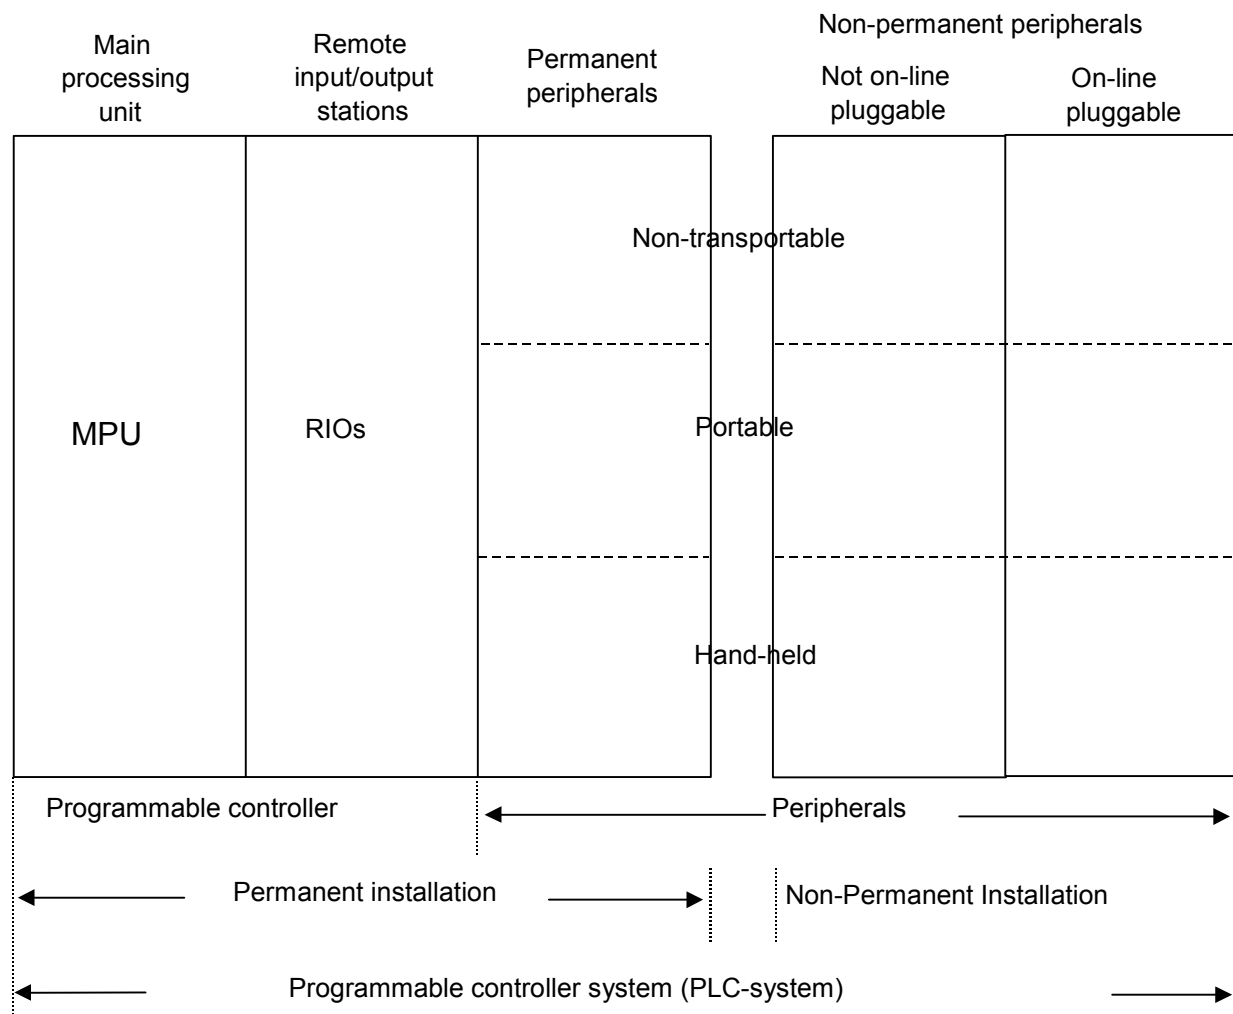 Main
processing
unit
Remote
input/output
stations
Permanent
peripherals
Non-permanent peripherals
Not on-line
pluggable
On-line
pluggable
Non-transportable
MPU
RIOs
Portable
Hand-held
Programmable controller
Peripherals
Permanent installation
Non-Permanent Installation
Programmable controller system (PLC-system)